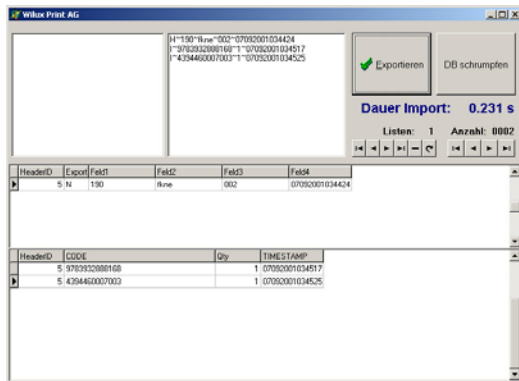 Wilux Print AG
H~190~fkne~002~07092001034424
I~9783932888168~1~07092001034517
I~4394460007003~1~07092001034525
Exportieren
DB schrumpfen
Dauer Import: 0.231 s
Listen: 1 Anzahl: 0002
HeaderID Export Feld1 Feld2 Feld3 Feld4
5 N 190 fkne 002 07092001034424
HeaderID CODE Qty TIMESTAMP
5 9783932888168 1 07092001034517
5 4394460007003 1 07092001034525